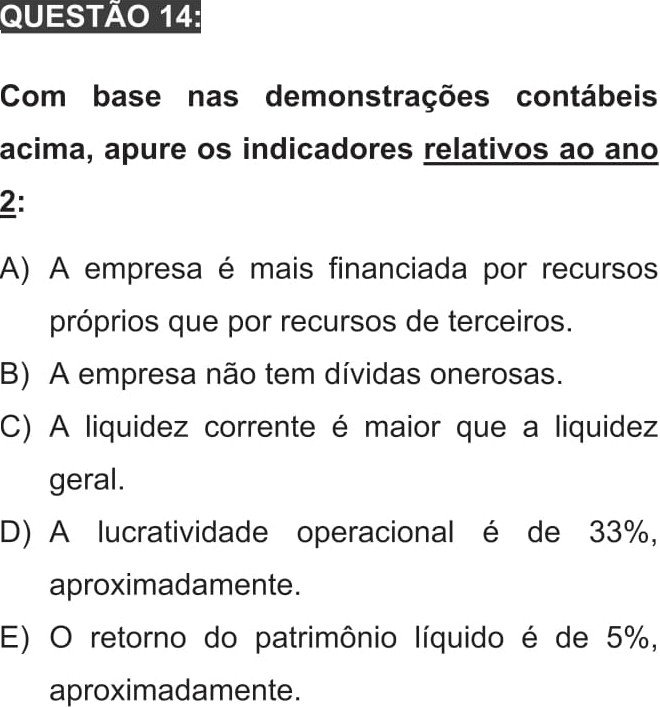 QUESTÃO 14:
Com base nas demonstrações contábeis
acima, apure os indicadores relativos ao ano
2:
A) A empresa é mais financiada por recursos
próprios que por recursos de terceiros.
B) A empresa não tem dívidas onerosas.
C) A liquidez corrente é maior que a liquidez
geral.
D) A lucratividade operacional é de 33%,
aproximadamente.
E) O retorno do patrimônio líquido é de 5%,
aproximadamente.